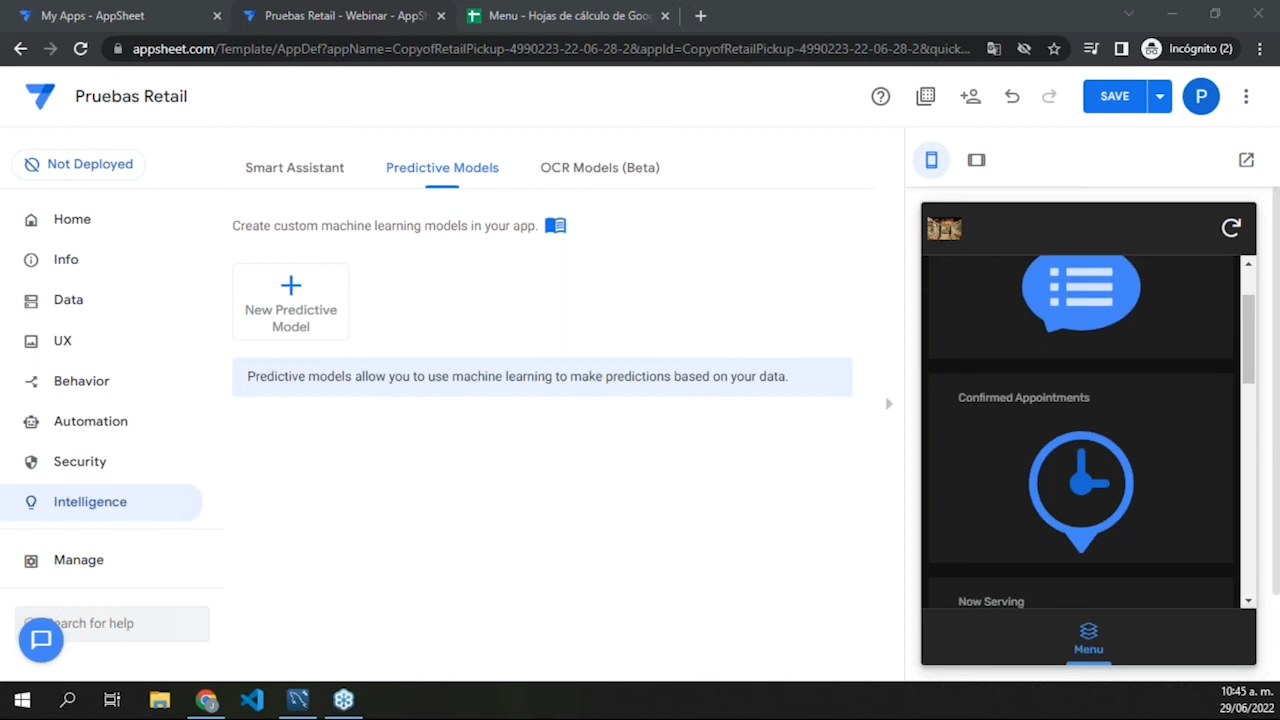 My Apps - AppSheet
Pruebas Retail - Webinar - AppSh
Menu - Hojas de cálculo de Goo
appsheet.com/Template/AppDef?appName=CopyofRetailPickup-4990223-22-06-28-2&appId=CopyofRetailPickup-4990223-22-06-28-2&quick...
Incógnito (2)
Pruebas Retail
SAVE
P
Not Deployed
Smart Assistant
Predictive Models
OCR Models (Beta)
Home
Info
Data
UX
Behavior
Automation
Security
Intelligence
Manage
Search for help
Create custom machine learning models in your app.
New Predictive
Model
Predictive models allow you to use machine learning to make predictions based on your data.
Confirmed Appointments
Now Serving
Menu
10:45 a. m.
29/06/2022